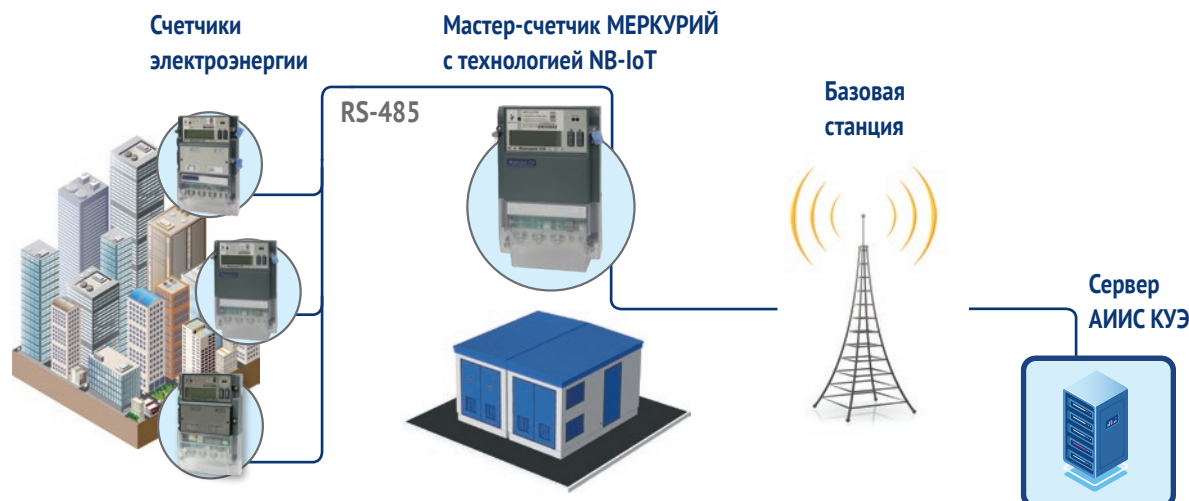 Счетчики
электроэнергии
Мастер-счетчик МЕРКУРИЙ
с технологией NB-IoT
RS-485
Базовая
станция
Сервер
АИИС КУЭ